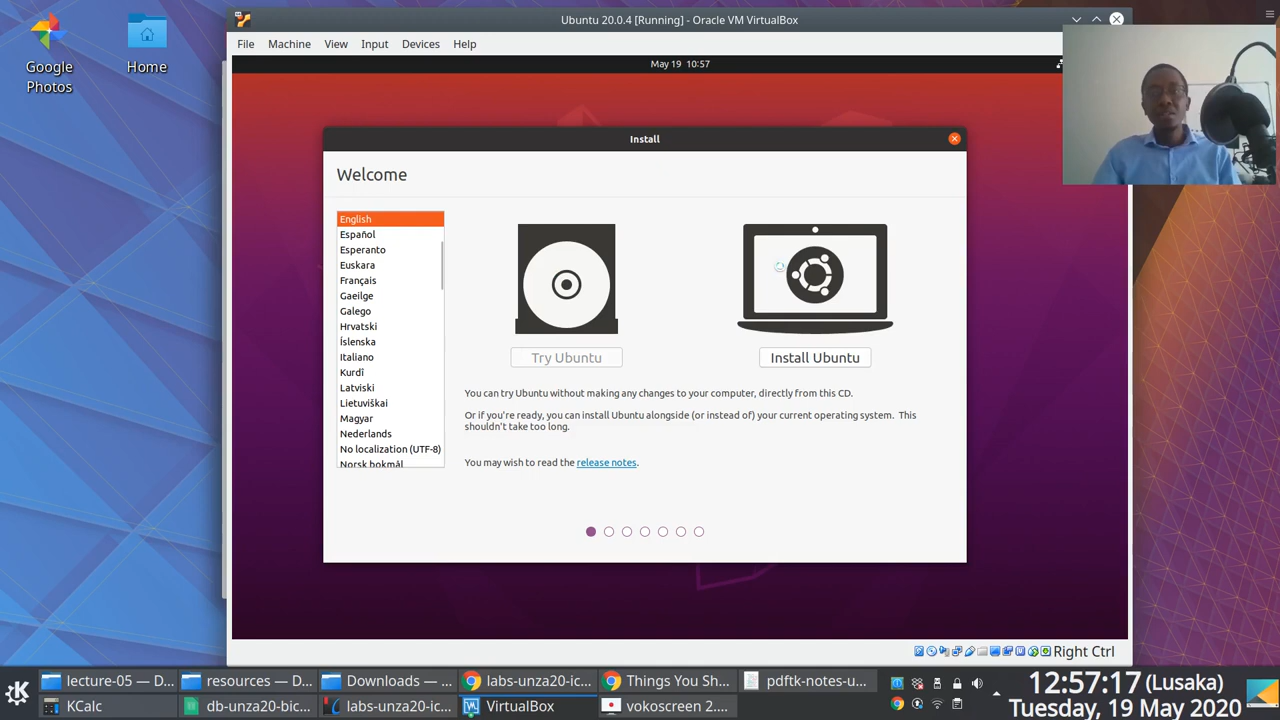 Google
Photos
Home
Ubuntu 20.0.4 [Running] - Oracle VM VirtualBox
File Machine View Input Devices Help
May 19 10:57
Install
Welcome
English
Español
Esperanto
Euskara
Français
Gaeilge
Galego
Hrvatski
Íslenska
Italiano
Kurdî
Latviski
Lietuviškai
Magyar
Nederlands
No localization (UTF-8)
Norsk bokmål
Try Ubuntu
Install Ubuntu
You can try Ubuntu without making any changes to your computer, directly from this CD.
Or if you're ready, you can install Ubuntu alongside (or instead of) your current operating system. This
shouldn't take too long.
You may wish to read the release notes.
Right Ctrl
lecture-05 — D...
resources — D...
Downloads — ...
labs-unza20-ic...
Things You Sh...
pdftk-notes-u...
KCalc
db-unza20-bic...
labs-unza20-ic...
VirtualBox
vokoscreen 2....
12:57:17 (Lusaka)
Tuesday, 19 May 2020